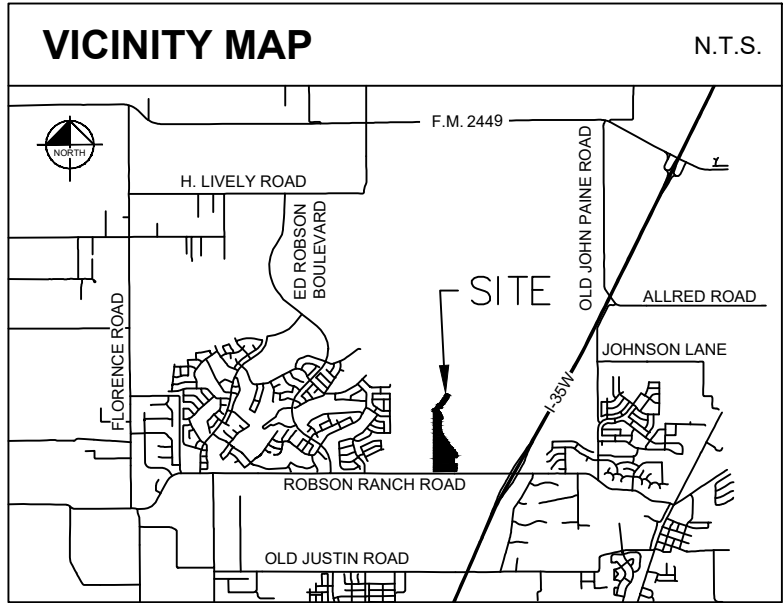 VICINITY MAP
N.T.S.
F.M. 2449
NORTH
H. LIVELY ROAD
ED ROBSON
BOULEVARD
OLD JOHN PAINE ROAD
SITE
ALLRED ROAD
FLORENCE ROAD
JOHNSON LANE
I-35W
ROBSON RANCH ROAD
OLD JUSTIN ROAD